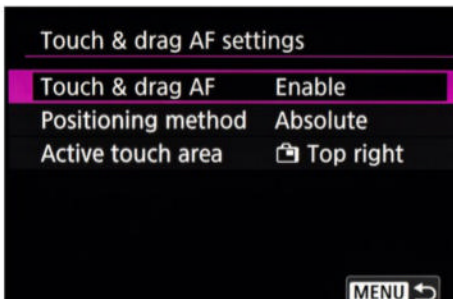 Touch & drag AF settings
Touch & drag AF Enable
Positioning method Absolute
Active touch area Top right
MENU